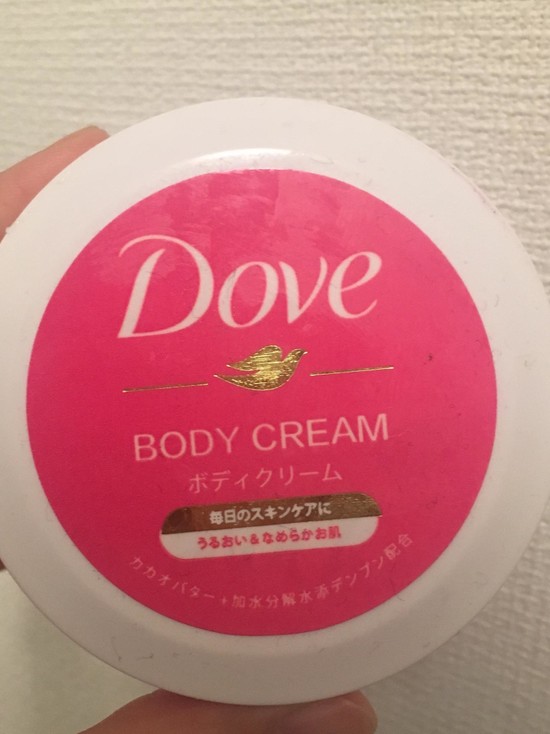 Dove
BODY CREAM
ボディクリーム
毎日のスキンケアに
うるおい&なめらかお肌
カカオバター+加水分解水添デンプン配合